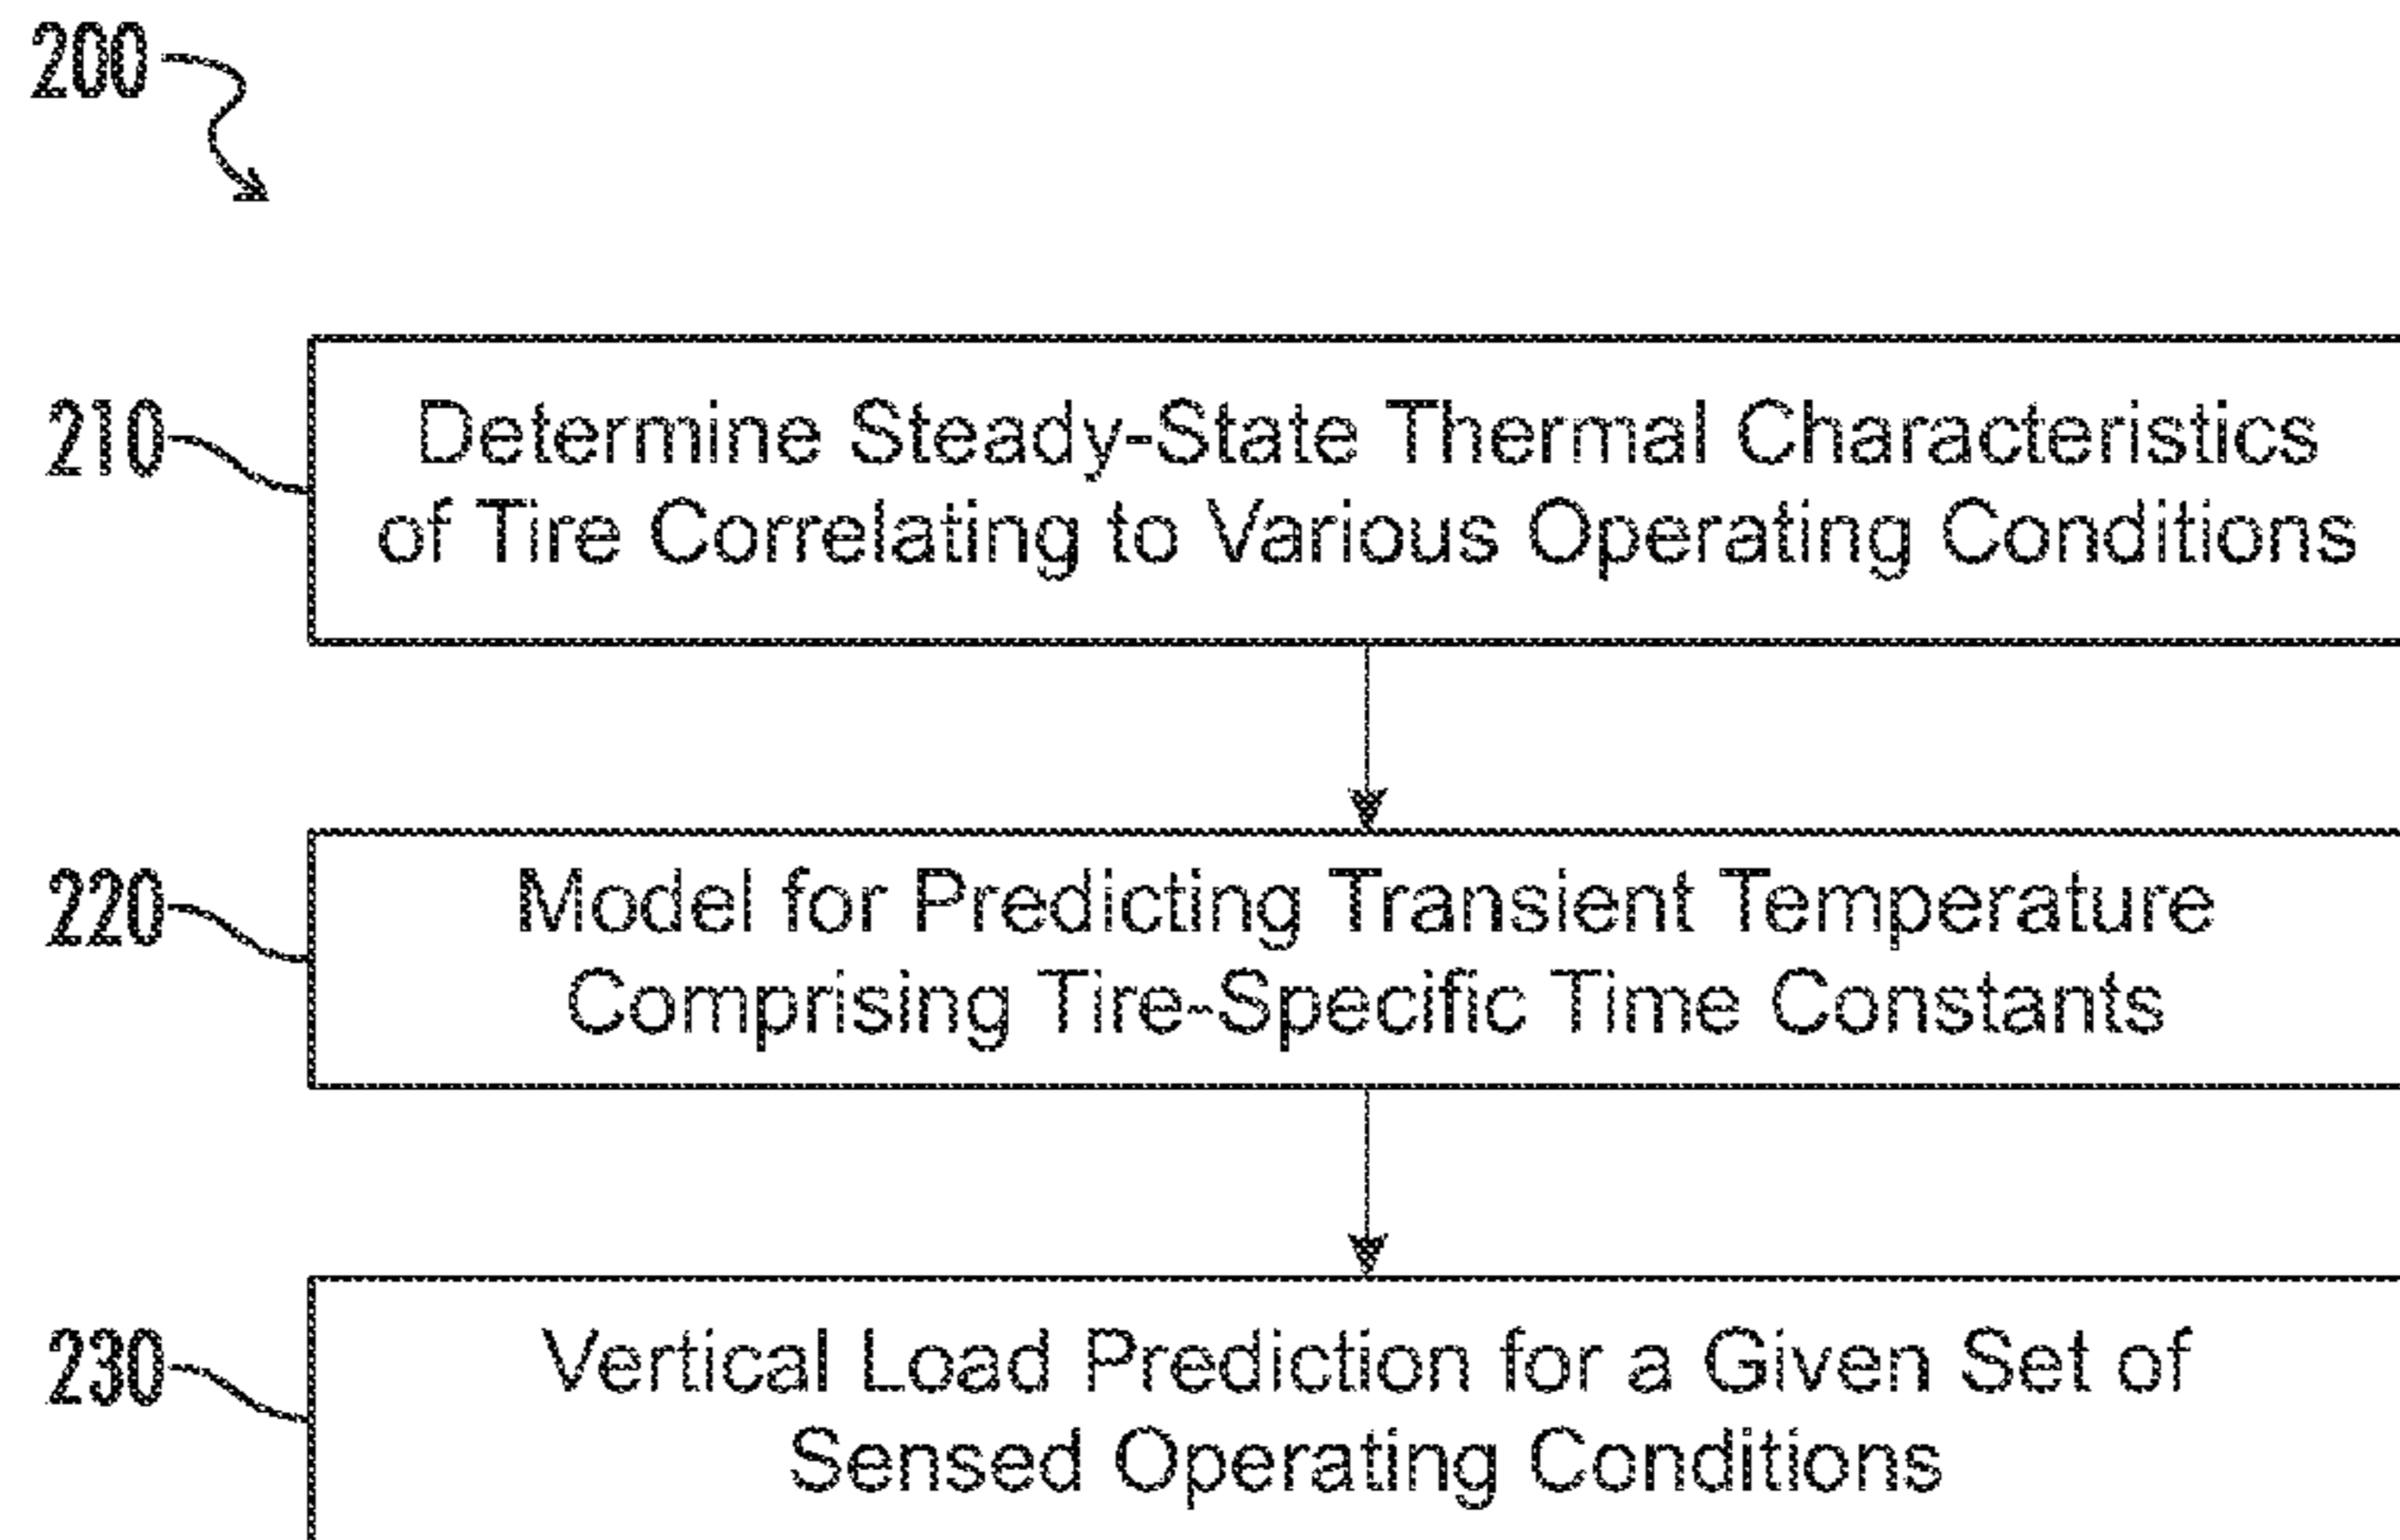 200
210
Determine Steady-State Thermal Characteristics
of Tire Correlating to Various Operating Conditions
220
Model for Predicting Transient Temperature
Comprising Tire-Specific Time Constants
230
Vertical Load Prediction for a Given Set of
Sensed Operating Conditions